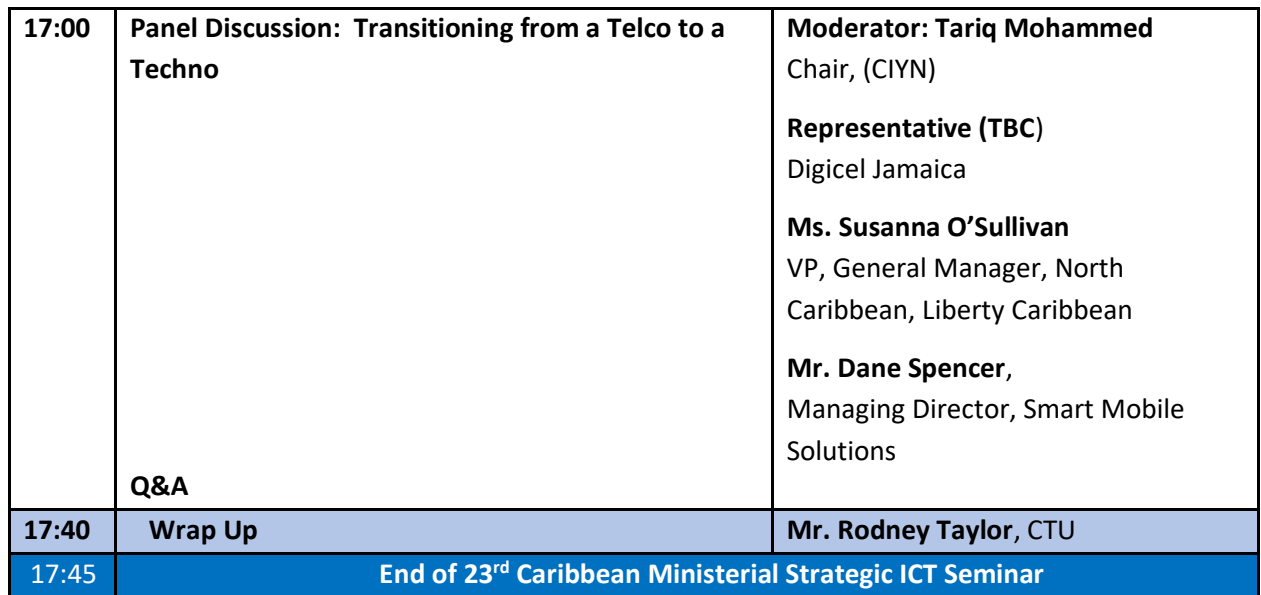 17:00
Panel Discussion: Transitioning from a Telco to a
Techno
Q&A
Moderator: Tariq Mohammed
Chair, (CIYN)
Representative (TBC)
Digicel Jamaica
Ms. Susanna O’Sullivan
VP, General Manager, North
Caribbean, Liberty Caribbean
Mr. Dane Spencer,
Managing Director, Smart Mobile
Solutions
17:40 Wrap Up Mr. Rodney Taylor, CTU
17:45 End of 23rd Caribbean Ministerial Strategic ICT Seminar